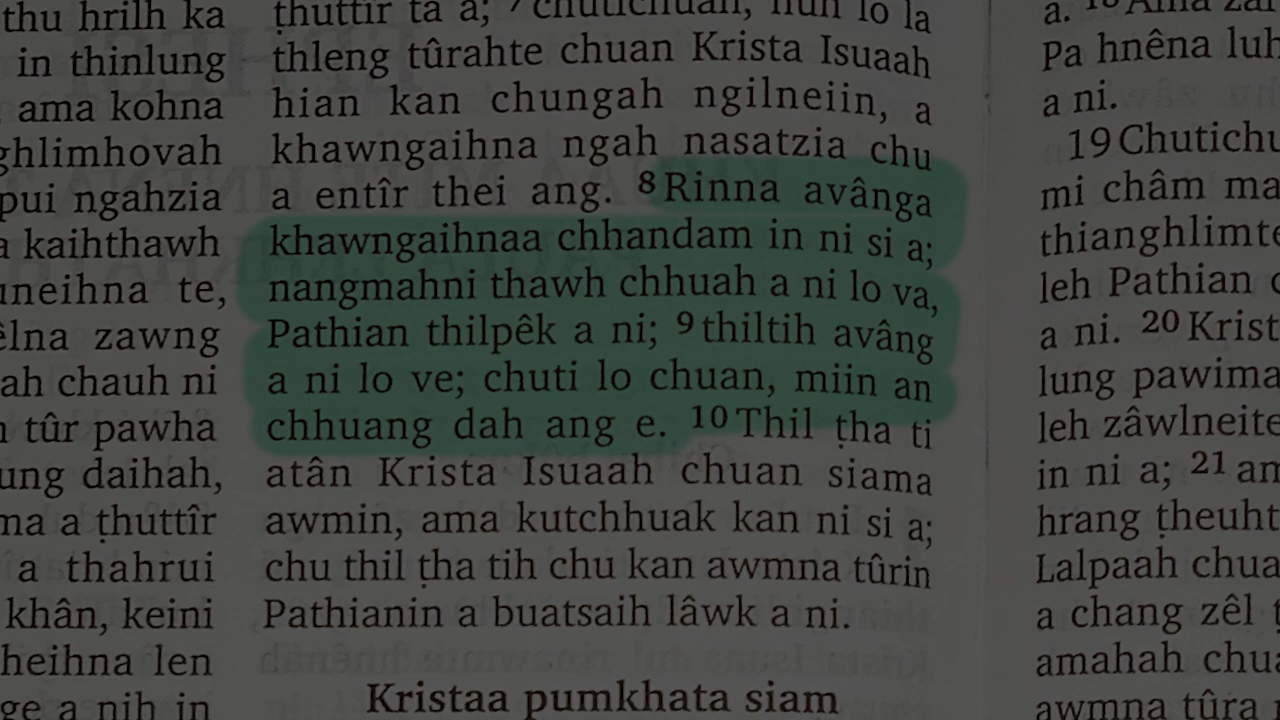 thu hrilh ka
in thinlung
ama kohna
ghlimhovah
pui ngahzia
a kaihthawh
uneihna te,
êlna zawng
ah chauh ni
tûr pawha
ung daihah,
ma a ṭhuttîr
a thahrui
khân, keini
heihna len
ge a nih in
ṭhuttîr ta a; 7 chutichuan, hun lo la
thleng tûrahte chuan Krista Isuaah
hian kan chungah ngilneiin, a
khawngaihna ngah nasatzia chu
a entîr thei ang. 8 Rinna avânga
khawngaihnaa chhandam in ni si a;
nangmahni thawh chhuah a ni lo va,
Pathian thilpêk a ni; 9 thiltih avâng
a ni lo ve; chuti lo chuan, miin an
chhuang dah ang e. 10 Thil ṭha ti
atân Krista Isuaah chuan siama
awmin, ama kutchhuak kan ni si a;
chu thil ṭha tih chu kan awmna tûrin
Pathianin a buatsaih lâwk a ni.
Kristaa pumkhata siam
a. 18
Pa hnêna luh
a ni.
19 Chutichu
mi châm ma
thianghlimte
leh Pathian
a ni. 20 Krist
lung pawima
leh zâwlneite
in ni a; 21 am
hrang ṭheuht
Lalpaah chua
a chang zêl
amahah chua
awmna tûra